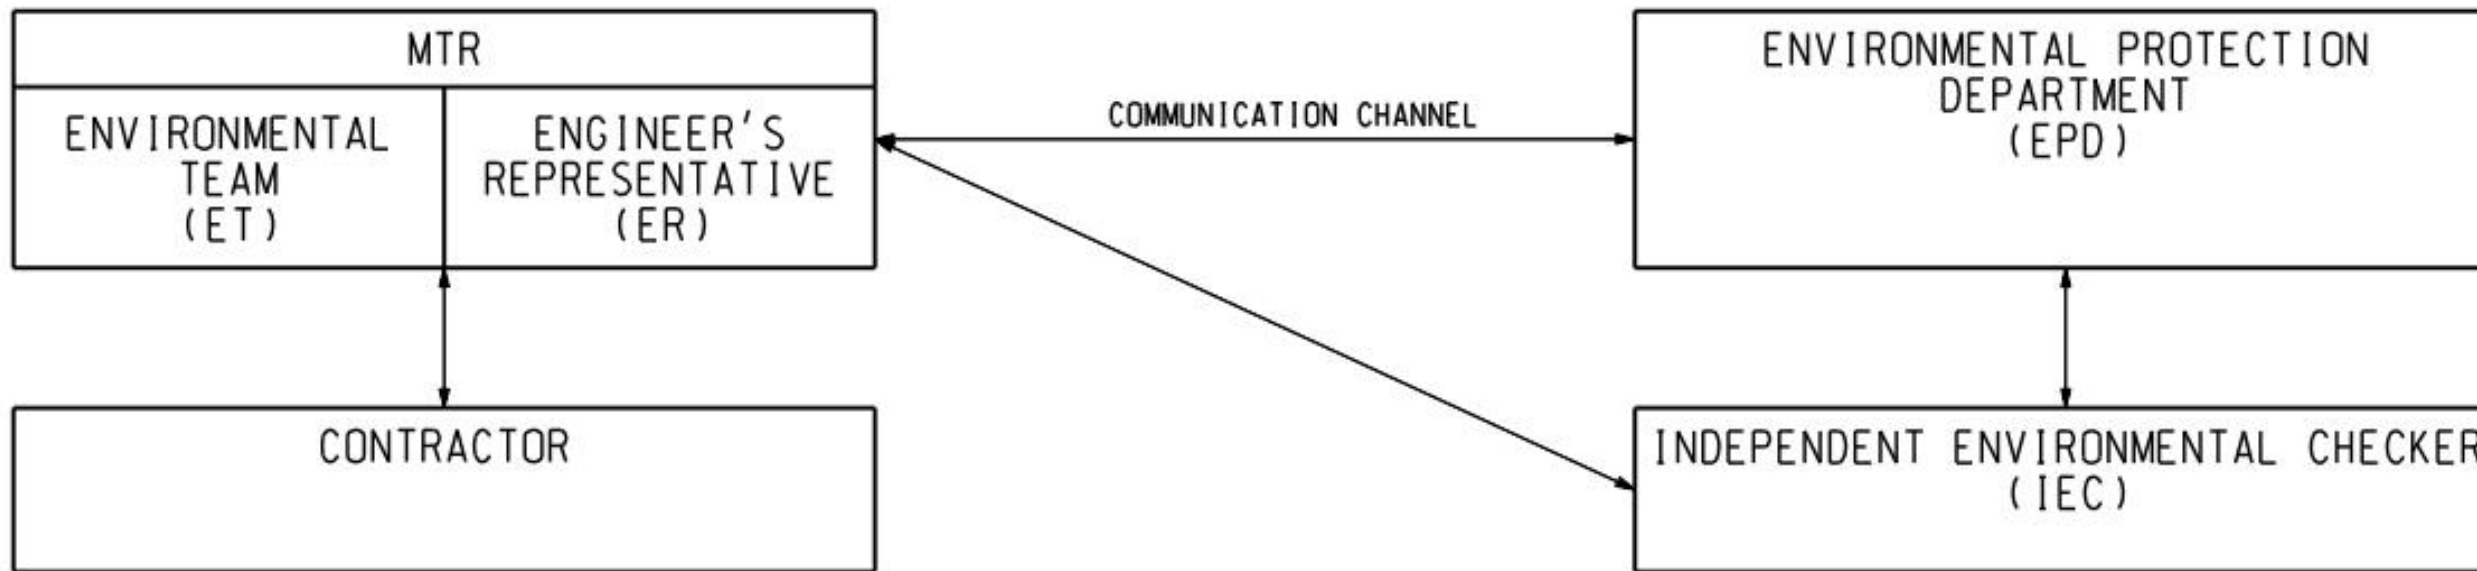 MTR
ENVIRONMENTAL
TEAM
(ET)
ENGINEER'S
REPRESENTATIVE
(ER)
COMMUNICATION CHANNEL
ENVIRONMENTAL PROTECTION
DEPARTMENT
(EPD)
CONTRACTOR
INDEPENDENT ENVIRONMENTAL CHECKER
(IEC)